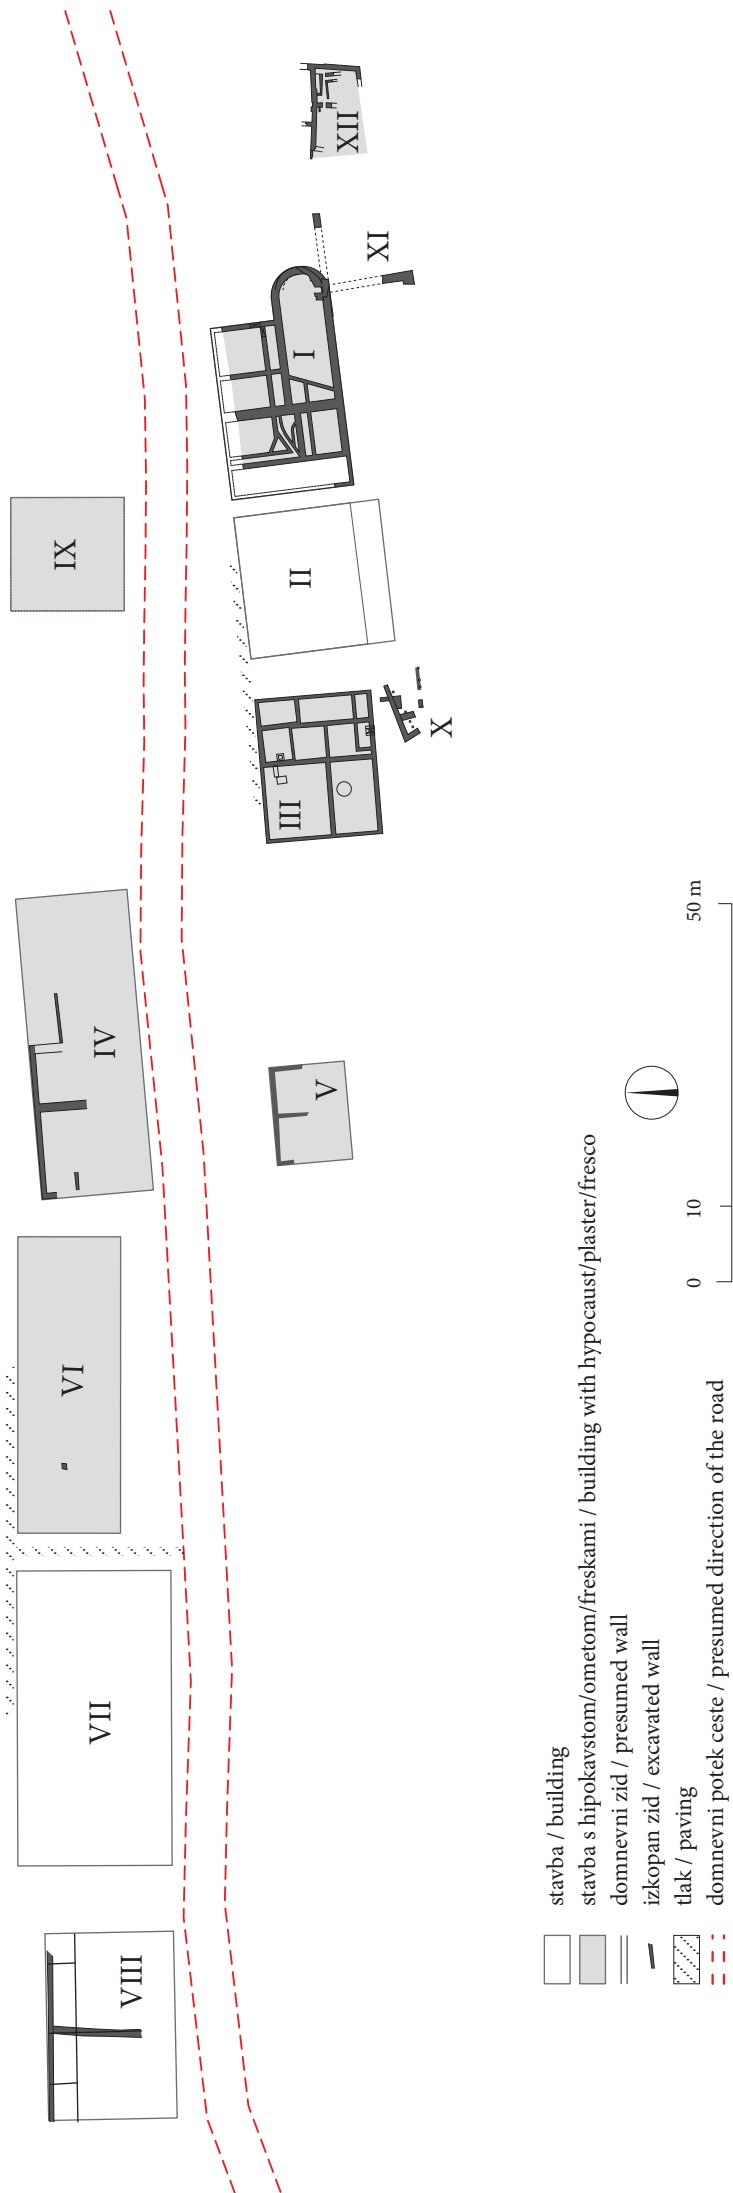 VIII
VII
VI
IV
IX
V
III
X
II
I
XI
XII
stavba / building
stavba s hipokavstom/ometom/freskami / building with hypocaust/plaster/fresco
domnevni zid / presumed wall
izkopan zid / excavated wall
tlak / paving
domnevni potek ceste / presumed direction of the road
0 10 50 m